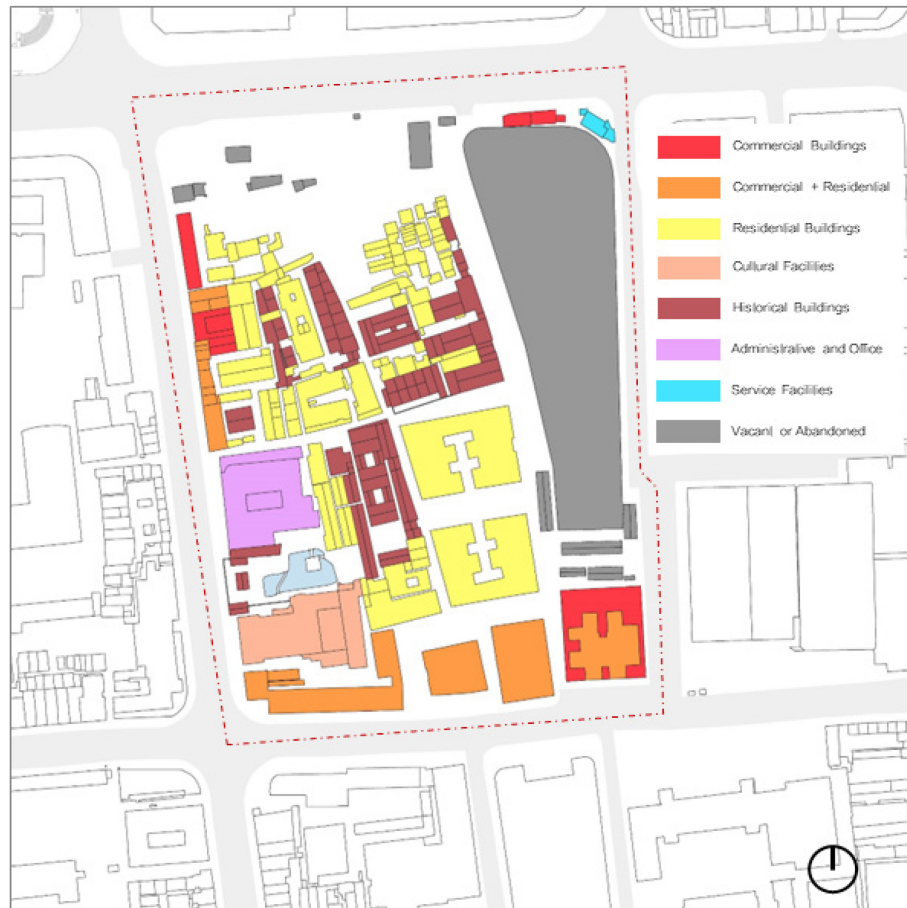 Commercial Buildings
Commercial + Residential
Residential Buildings
Cultural Facilities
Historical Buildings
Administrative and Office
Service Facilities
Vacant or Abandoned